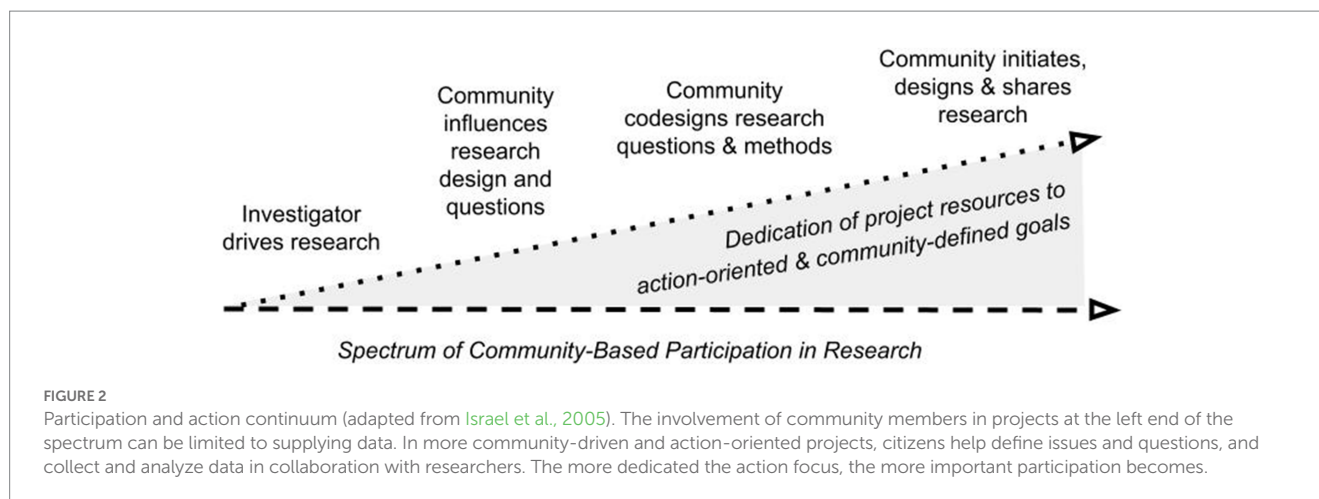 Investigator
drives research
Community
influences
research
design and
questions
Community
codesigns research
questions & methods
Community initiates,
designs & shares
research
Dedication of project resources to
action-oriented & community-defined goals
Spectrum of Community-Based Participation in Research
FIGURE 2
Participation and action continuum (adapted from Israel et al., 2005). The involvement of community members in projects at the left end of the
spectrum can be limited to supplying data. In more community-driven and action-oriented projects, citizens help define issues and questions, and
collect and analyze data in collaboration with researchers. The more dedicated the action focus, the more important participation becomes.